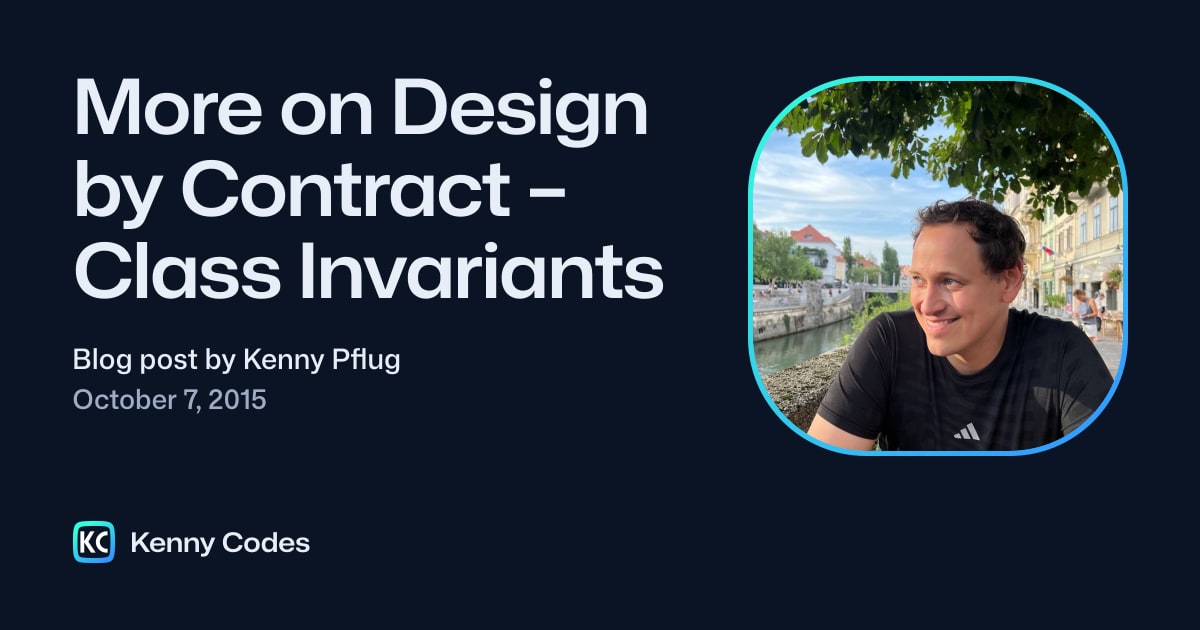 More on Design
by Contract –
Class Invariants
Blog post by Kenny Pflug
October 7, 2015
KC Kenny Codes